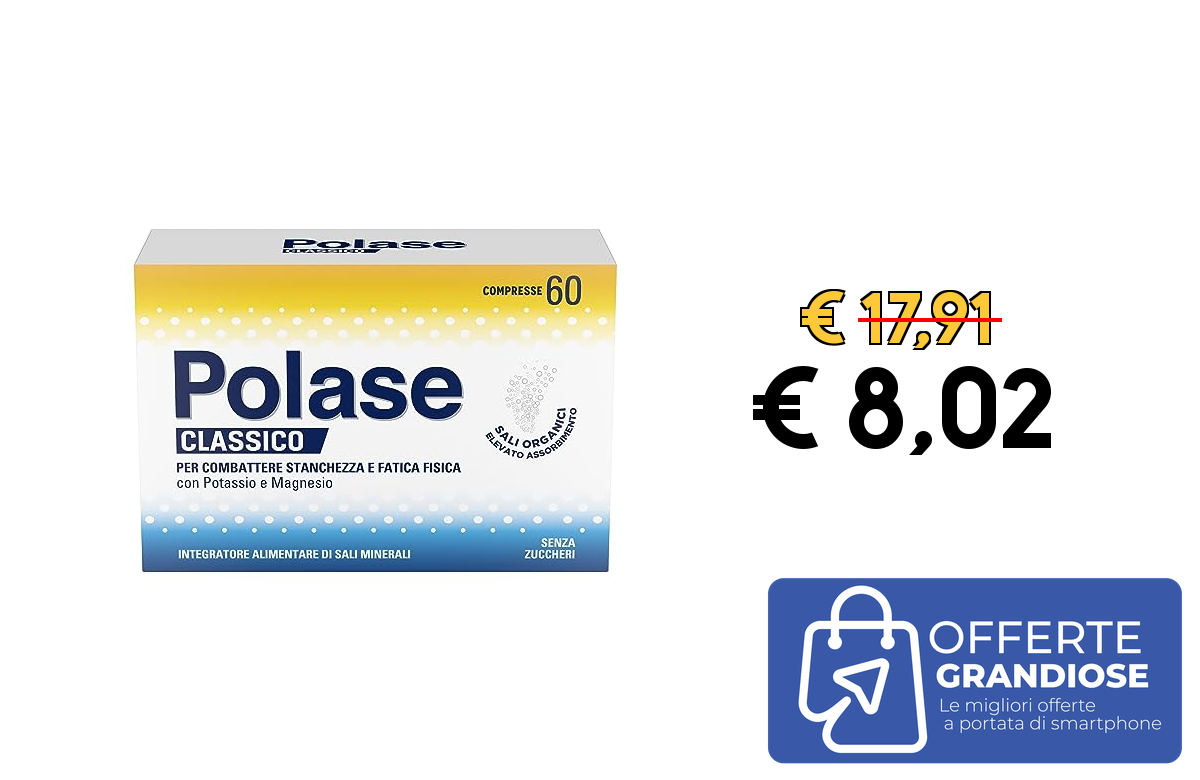 Polase
CLASSICO
COMPRESSE 60
Polase
CLASSICO
SALI ORGANICI
ELEVATO ASSORBIMENTO
PER COMBATTERE STANCHEZZA E FATICA FISICA
con Potassio e Magnesio
INTEGRATORE ALIMENTARE DI SALI MINERALI
SENZA
ZUCCHERI
€ 17,91
€ 8,02
OFFERTE
GRANDIOSE
Le migliori offerte
a portata di smartphone